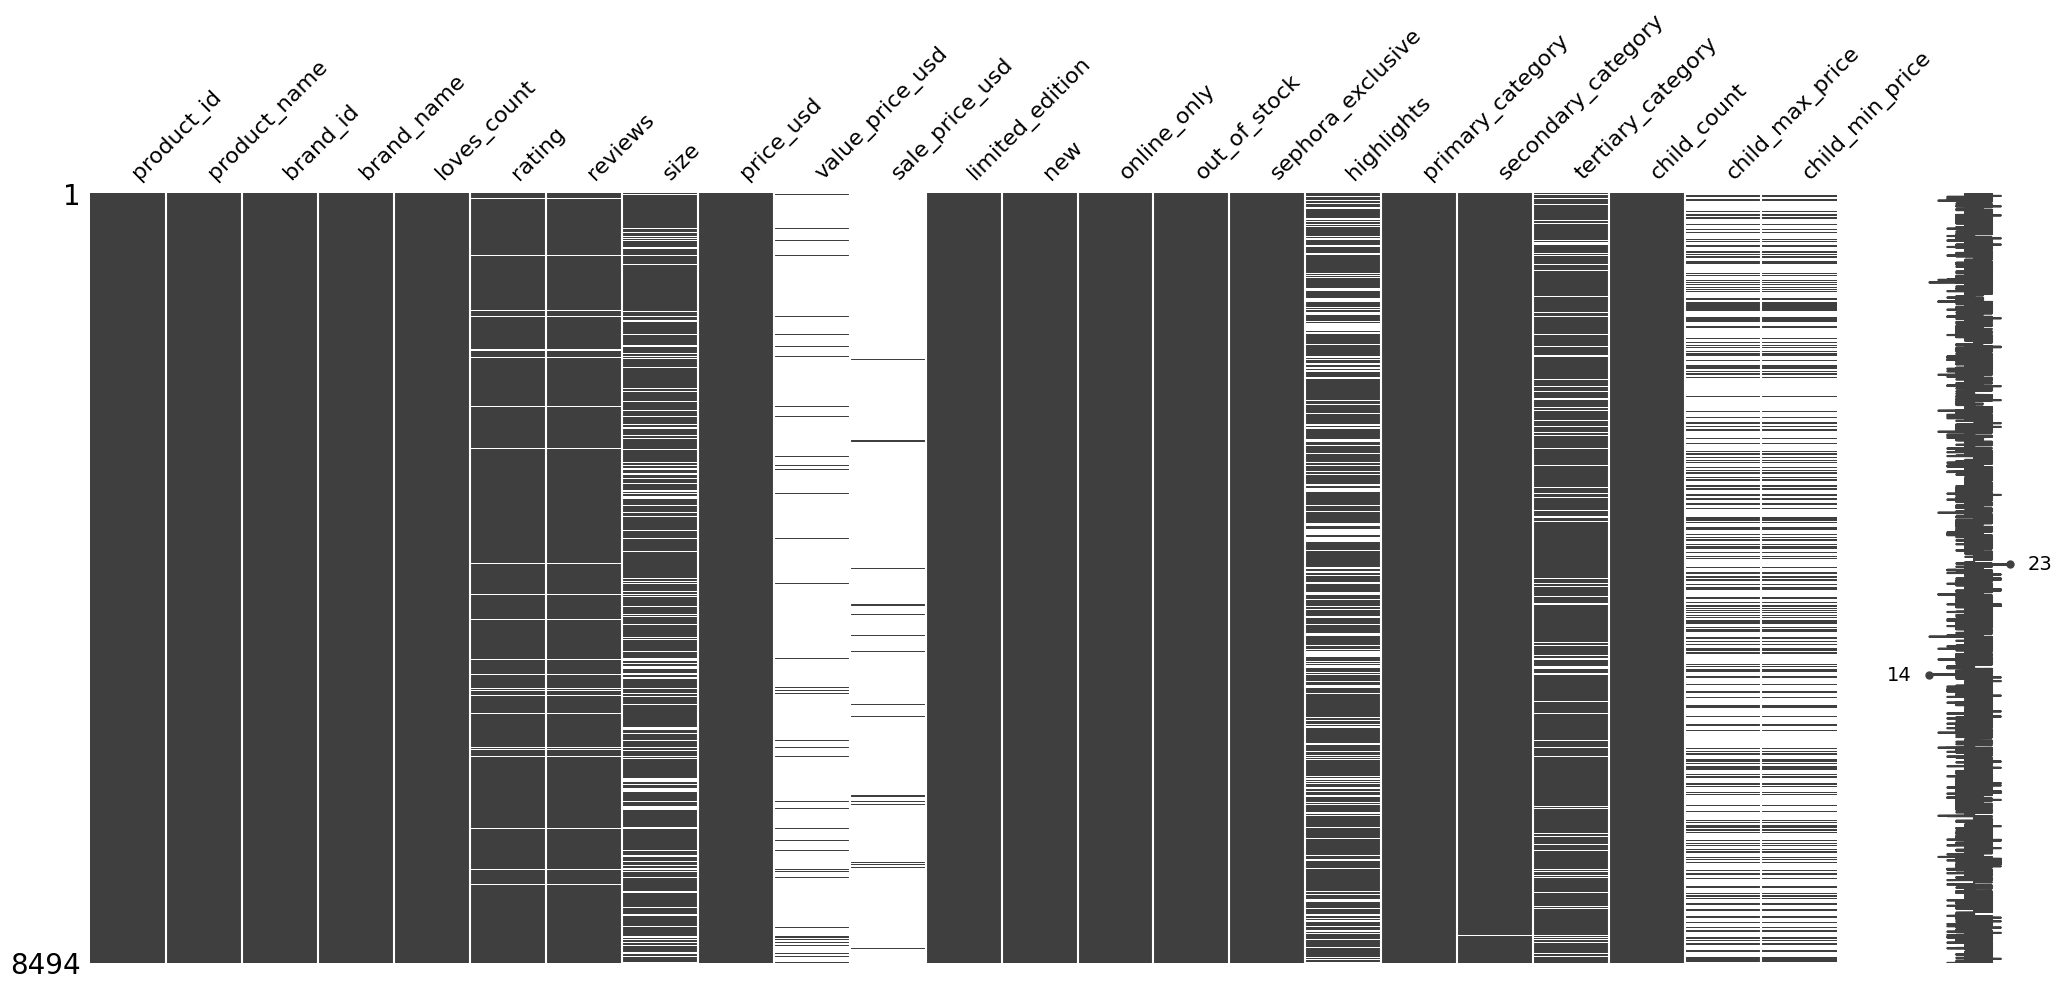 product_id
product_name
brand_id
brand_name
loves_count
rating
reviews
size
price_usd
value_price_usd
sale_price_usd
limited_edition
new
online_only
out_of_stock
sephora_exclusive
highlights
primary_category
secondary_category
tertiary_category
child_count
child_max_price
child_min_price
1
23
14
8494